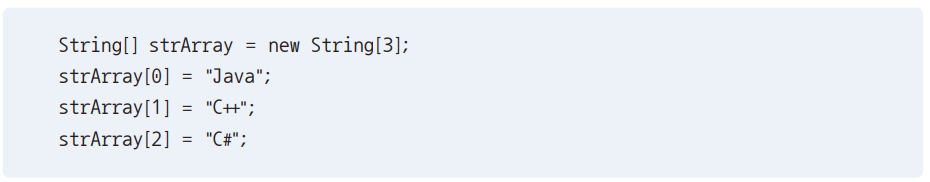 String[] strArray = new String[3];
strArray[0] = "Java";
strArray[1] = "C++";
strArray[2] = "C#";